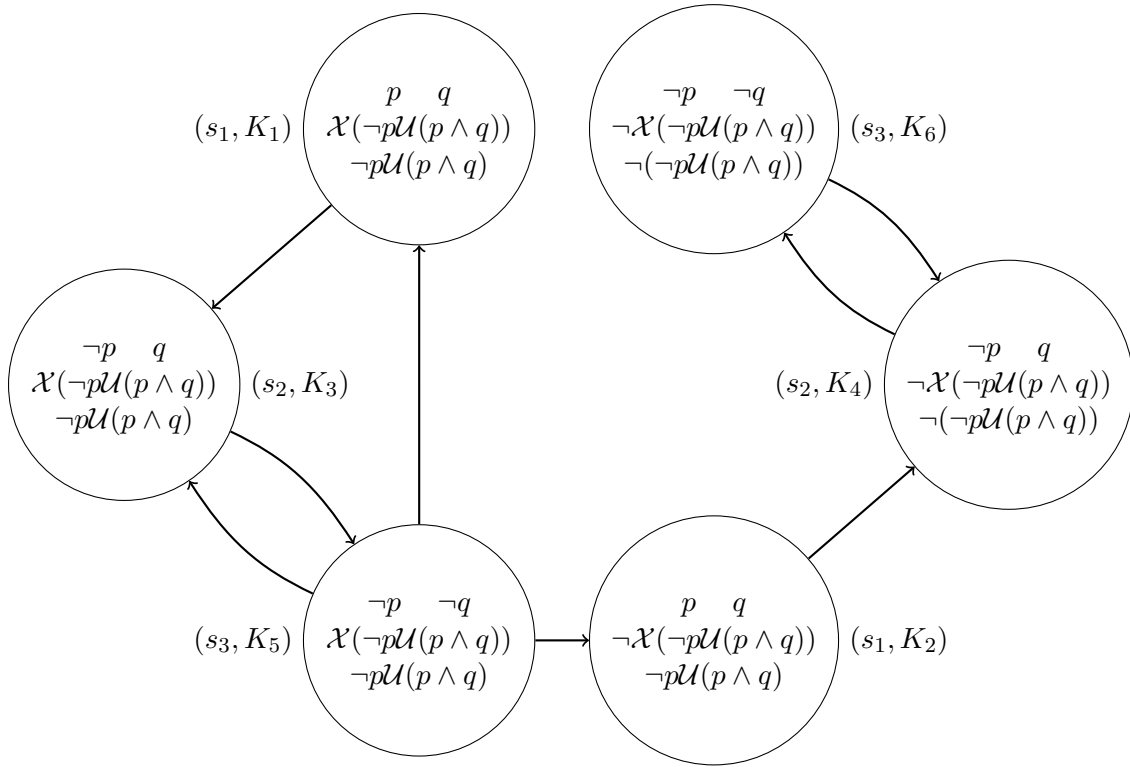 p q
(s₁, K₁)
𝒳(¬p𝒰(p ∧ q))
¬p𝒰(p ∧ q)
¬p ¬q
¬𝒳(¬p𝒰(p ∧ q))
¬(¬p𝒰(p ∧ q))
(s₃, K₆)
¬p q
𝒳(¬p𝒰(p ∧ q))
¬p𝒰(p ∧ q)
(s₂, K₃)
(s₂, K₄)
¬p q
¬𝒳(¬p𝒰(p ∧ q))
¬(¬p𝒰(p ∧ q))
(s₃, K₅)
¬p ¬q
𝒳(¬p𝒰(p ∧ q))
¬p𝒰(p ∧ q)
p q
¬𝒳(¬p𝒰(p ∧ q))
¬p𝒰(p ∧ q)
(s₁, K₂)